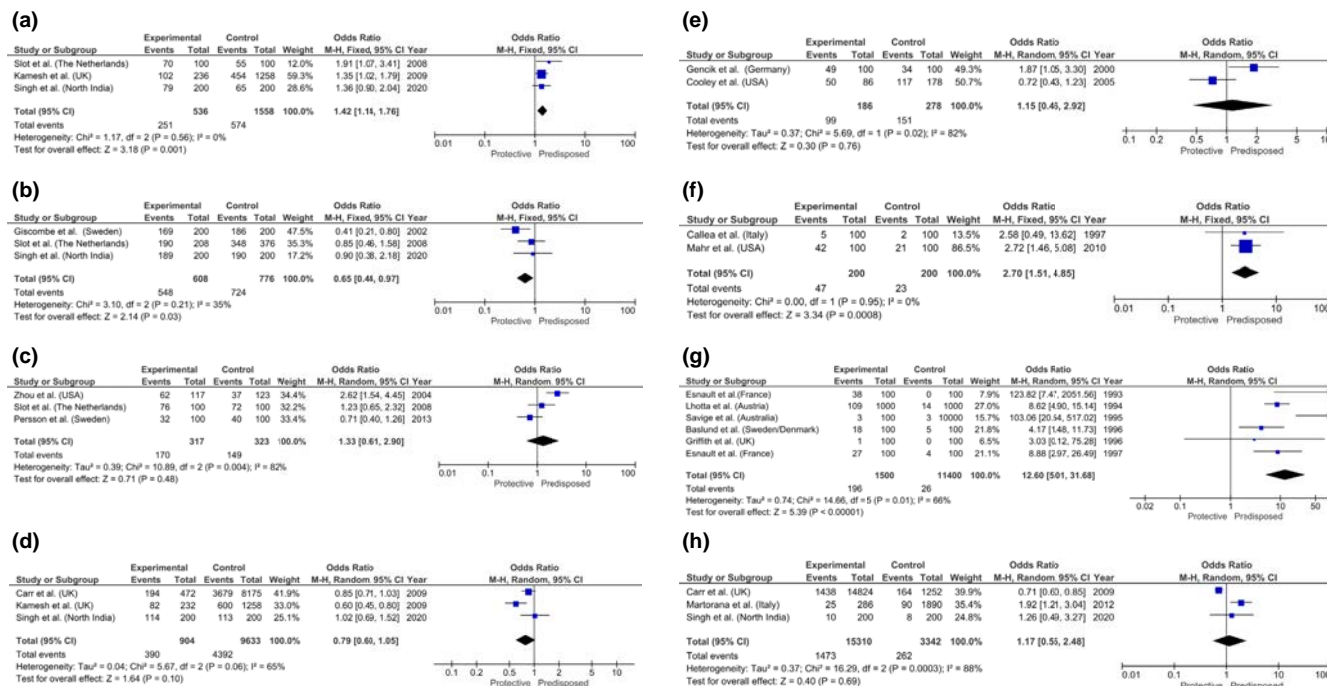 (a)
Experimental Control Odds Ratio Odds Ratio
Study or Subgroup Events Total Events Total Weight M-H, Fixed, 95% CI Year M-H, Fixed, 95% CI
Slot et al. (The Netherlands) 70 100 55 100 12.0% 1.91 [1.07, 3.41] 2008
Kamesh et al. (UK) 102 236 454 1258 59.3% 1.35 [1.02, 1.79] 2009
Singh et al. (North India) 79 200 65 200 28.6% 1.36 [0.90, 2.04] 2020
Total (95% CI) 536 1558 100.0% 1.42 [1.14, 1.76]
Total events 251 574
Heterogeneity: Chi² = 1.17, df = 2 (P = 0.56); I² = 0%
Test for overall effect: Z = 3.18 (P = 0.001)
0.01 0.1 1 10 100
Protective Predisposed
(b)
Experimental Control Odds Ratio Odds Ratio
Study or Subgroup Events Total Events Total Weight M-H, Fixed, 95% CI Year M-H, Fixed, 95% CI
Giscombe et al. (Sweden) 169 200 186 200 47.5% 0.41 [0.21, 0.80] 2002
Slot et al. (The Netherlands) 190 208 348 376 35.3% 0.85 [0.46, 1.58] 2008
Singh et al. (North India) 189 200 190 200 17.2% 0.90 [0.38, 2.18] 2020
Total (95% CI) 608 776 100.0% 0.65 [0.44, 0.97]
Total events 548 724
Heterogeneity: Chi² = 3.10, df = 2 (P = 0.21); I² = 35%
Test for overall effect: Z = 2.14 (P = 0.03)
0.01 0.1 1 10 100
Protective Predisposed
(c)
Experimental Control Odds Ratio Odds Ratio
Study or Subgroup Events Total Events Total Weight M-H, Random, 95% CI Year M-H, Random, 95% CI
Zhou et al. (USA) 62 117 37 123 34.4% 2.62 [1.54, 4.45] 2004
Slot et al. (The Netherlands) 76 100 72 100 32.2% 1.23 [0.65, 2.32] 2008
Persson et al. (Sweden) 32 100 40 100 33.4% 0.71 [0.40, 1.26] 2013
Total (95% CI) 317 323 100.0% 1.33 [0.61, 2.90]
Total events 170 149
Heterogeneity: Tau² = 0.39; Chi² = 10.89, df = 2 (P = 0.004); I² = 82%
Test for overall effect: Z = 0.71 (P = 0.48)
0.01 0.1 1 10 100
Protective Predisposed
(d)
Experimental Control Odds Ratio Odds Ratio
Study or Subgroup Events Total Events Total Weight M-H, Random, 95% CI Year M-H, Random, 95% CI
Carr et al. (UK) 194 472 3679 8175 41.9% 0.85 [0.71, 1.03] 2009
Kamesh et al. (UK) 82 232 600 1258 33.0% 0.60 [0.45, 0.80] 2009
Singh et al. (North India) 114 200 113 200 25.1% 1.02 [0.69, 1.52] 2020
Total (95% CI) 904 9633 100.0% 0.79 [0.60, 1.05]
Total events 390 4392
Heterogeneity: Tau² = 0.04; Chi² = 5.67, df = 2 (P = 0.06); I² = 65%
Test for overall effect: Z = 1.64 (P = 0.10)
0.1 0.2 0.5 1 2 5 10
Protective Predisposed
(e)
Experimental Control Odds Ratio Odds Ratio
Study or Subgroup Events Total Events Total Weight M-H, Fixed, 95% CI Year M-H, Fixed, 95% CI
Gencik et al. (Germany) 49 100 34 100 49.3% 1.87 [1.05, 3.30] 2000
Cooley et al. (USA) 50 86 117 178 50.7% 0.72 [0.43, 1.23] 2005
Total (95% CI) 186 278 100.0% 1.15 [0.45, 2.92]
Total events 99 151
Heterogeneity: Tau² = 0.37; Chi² = 5.69, df = 1 (P = 0.02); I² = 82%
Test for overall effect: Z = 0.30 (P = 0.76)
0.1 0.2 0.5 1 2 5 10
Protective Predisposed
(f)
Experimental Control Odds Ratio Odds Ratio
Study or Subgroup Events Total Events Total Weight M-H, Fixed, 95% CI Year M-H, Fixed, 95% CI
Callea et al. (Italy) 5 100 2 100 13.5% 2.58 [0.49, 13.62] 1997
Mahr et al. (USA) 42 100 21 100 86.5% 2.72 [1.46, 5.08] 2010
Total (95% CI) 200 200 100.0% 2.70 [1.51, 4.85]
Total events 47 23
Heterogeneity: Chi² = 0.00, df = 1 (P = 0.95); I² = 0%
Test for overall effect: Z = 3.34 (P = 0.0008)
0.01 0.1 1 10 100
Protective Predisposed
(g)
Experimental Control Odds Ratio Odds Ratio
Study or Subgroup Events Total Events Total Weight M-H, Random, 95% CI Year M-H, Random, 95% CI
Esnault et al.(France) 38 100 0 100 7.9% 123.82 [7.47, 2051.56] 1993
Lhotta et al. (Austria) 109 1000 14 1000 27.0% 8.62 [4.90, 15.14] 1994
Savige et al. (Australia) 3 100 3 10000 15.7% 103.06 [20.54, 517.02] 1995
Baslund et al. (Sweden/Denmark) 18 100 5 100 21.8% 4.17 [1.48, 11.73] 1996
Griffith et al. (UK) 1 100 0 100 6.5% 3.03 [0.12, 75.28] 1996
Esnault et al. (France) 27 100 4 100 21.1% 8.88 [2.97, 26.49] 1997
Total (95% CI) 1500 11400 100.0% 12.60 [501, 31.68]
Total events 196 26
Heterogeneity: Tau² = 0.74; Chi² = 14.66, df =5 (P = 0.01); I² = 66%
Test for overall effect: Z = 5.39 (P < 0.00001)
0.02 0.1 1 10 50
Protective Predisposed
(h)
Experimental Control Odds Ratio Odds Ratio
Study or Subgroup Events Total Events Total Weight M-H, Random, 95% CI Year M-H, Random, 95% CI
Carr et al. (UK) 1438 14824 164 1252 39.9% 0.71 [0.60, 0.85] 2009
Martorana et al. (Italy) 25 286 90 1890 35.4% 1.92 [1.21, 3.04] 2012
Singh et al. (North India) 10 200 8 200 24.8% 1.26 [0.49, 3.27] 2020
Total (95% CI) 15310 3342 100.0% 1.17 [0.55, 2.48]
Total events 1473 262
Heterogeneity: Tau² = 0.37; Chi² = 16.29, df = 2 (P = 0.0003); I² = 88%
Test for overall effect: Z = 0.40 (P = 0.69)
0.01 0.1 1 10 100
Protective Predisposed